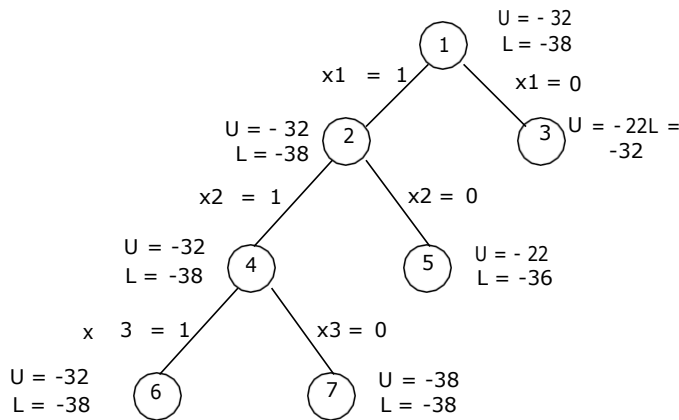 U = - 32
L = -38
1
x1 = 1
x1 = 0
U = - 32
L = -38
2
3
U = - 22L =
-32
x2 = 1
x2 = 0
U = -32
L = -38
4
5
U = - 22
L = -36
x 3 = 1
x3 = 0
U = -32
L = -38
6
7
U = -38
L = -38